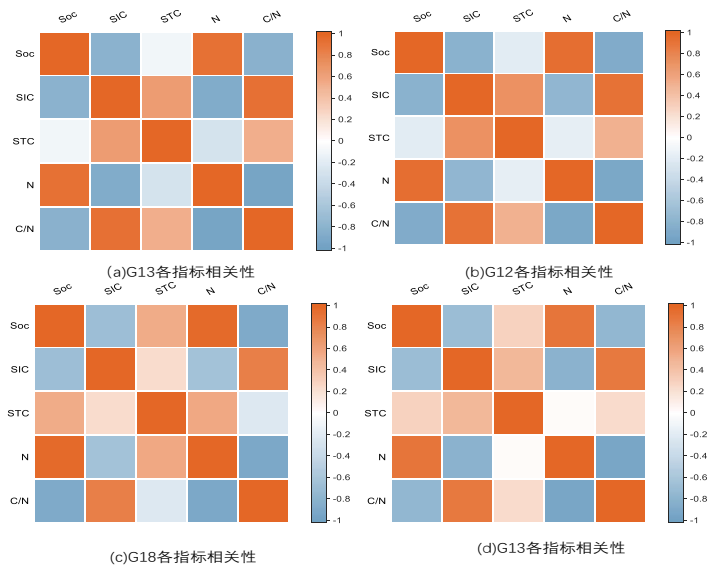 Soc SIC STC N C/N
Soc
SIC
STC
N
C/N
1
0.8
0.6
0.4
0.2
0
-0.2
-0.4
-0.6
-0.8
-1
(a)G13各指标相关性
Soc SIC STC N C/N
Soc
SIC
STC
N
C/N
1
0.8
0.6
0.4
0.2
0
-0.2
-0.4
-0.6
-0.8
-1
(b)G12各指标相关性
Soc SIC STC N C/N
Soc
SIC
STC
N
C/N
1
0.8
0.6
0.4
0.2
0
-0.2
-0.4
-0.6
-0.8
-1
(c)G18各指标相关性
Soc SIC STC N C/N
Soc
SIC
STC
N
C/N
1
0.8
0.6
0.4
0.2
0
-0.2
-0.4
-0.6
-0.8
-1
(d)G13各指标相关性